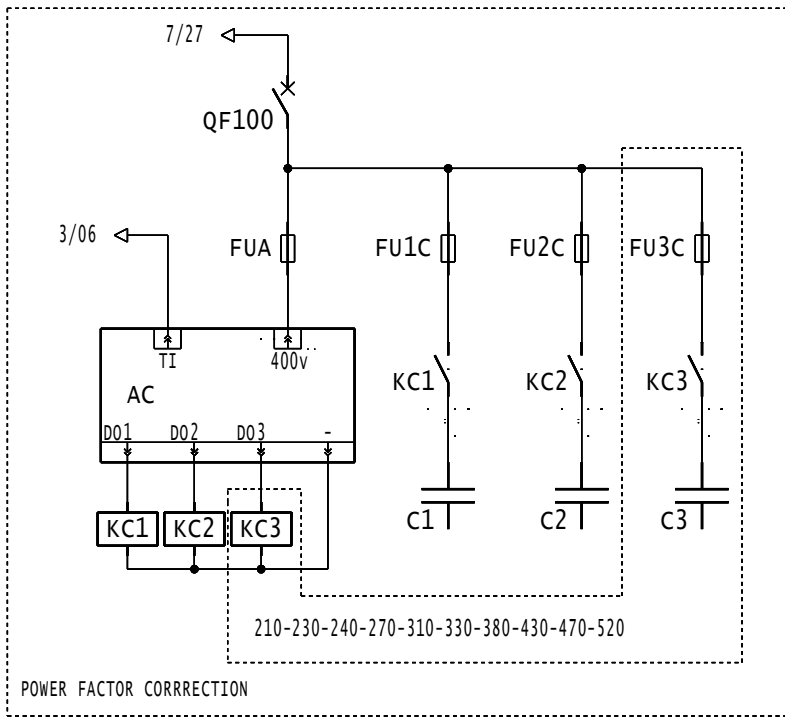 7/27
QF100
3/06
FUA
FU1C
FU2C
FU3C
TI
400v
AC
KC1
KC2
KC3
DO1
DO2
DO3
-
KC1
KC2
KC3
C1
C2
C3
210-230-240-270-310-330-380-430-470-520
POWER FACTOR CORRRECTION